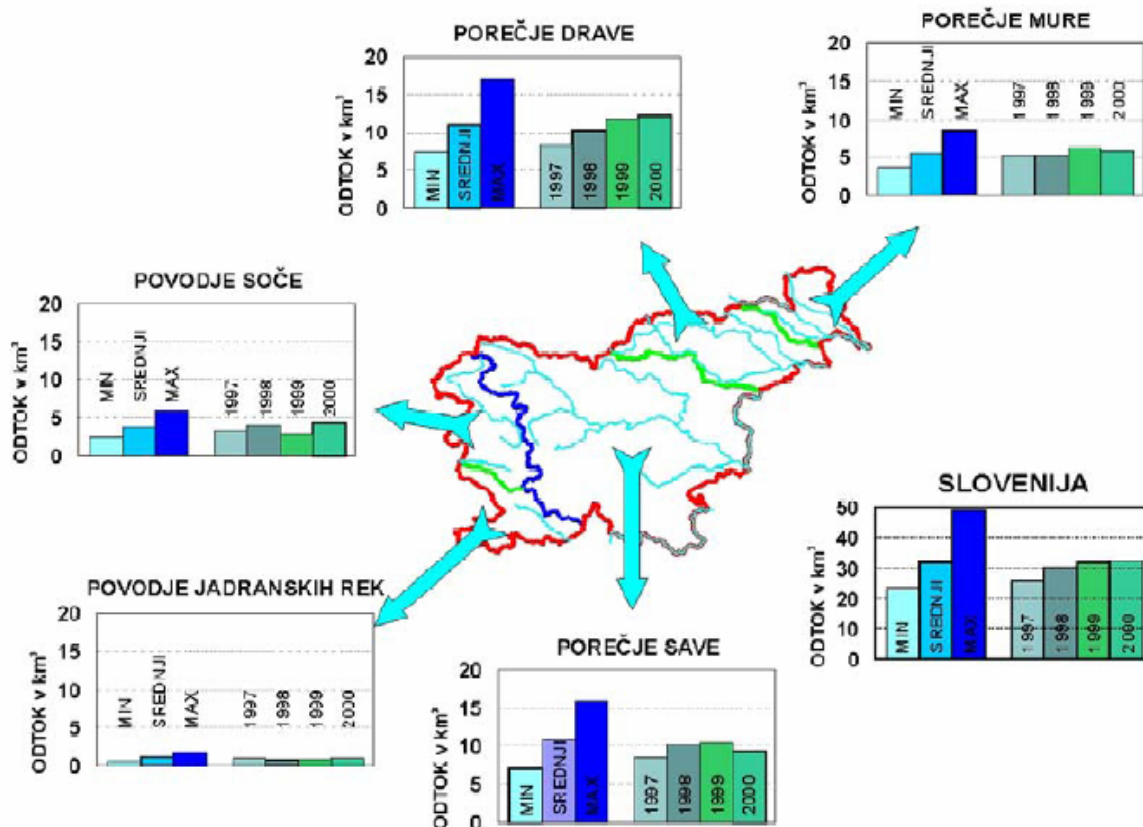 POREČJE DRAVE
ODTOK v km³
20
15
10
5
0
MIN
SREDNJI
MAX
1997
1998
1999
2000
POREČJE MURE
ODTOK v km³
20
15
10
5
0
MIN
SREDNJI
MAX
1997
1998
1999
2000
POVODJE SOČE
ODTOK v km³
20
15
10
5
0
MIN
SREDNJI
MAX
1997
1998
1999
2000
SLOVENIJA
ODTOK v km³
50
40
30
20
10
0
MIN
SREDNJI
MAX
1997
1998
1999
2000
POVODJE JADRANSKIH REK
ODTOK v km³
20
15
10
5
0
MIN
SREDNJI
MAX
1997
1998
1999
2000
POREČJE SAVE
ODTOK v km³
20
15
10
5
0
MIN
SREDNJI
MAX
1997
1998
1999
2000